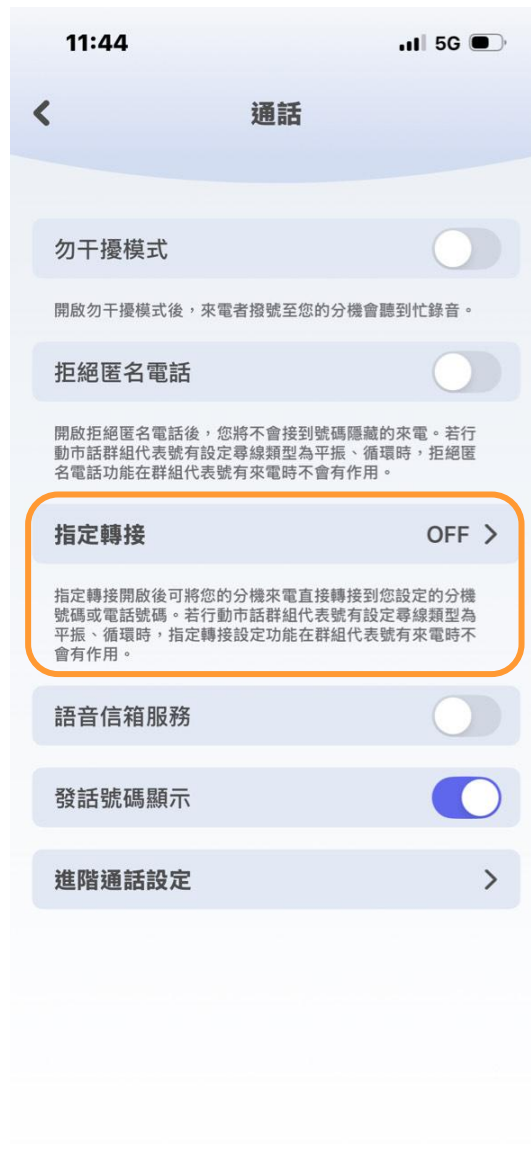 11:44
5G
通話
勿干擾模式
開啟勿干擾模式後，來電者撥號至您的分機會聽到忙錄音。
拒絕匿名電話
開啟拒絕匿名電話後，您將不會接到號碼隱藏的來電。若行
動市話群組代表號有設定尋線類型為平振、循環時，拒絕匿
名電話功能在群組代表號有來電時不會有作用。
指定轉接
OFF
指定轉接開啟後可將您的分機來電直接轉接到您設定的分機
號碼或電話號碼。若行動市話群組代表號有設定尋線類型為
平振、循環時，指定轉接設定功能在群組代表號有來電時不
會有作用。
語音信箱服務
發話號碼顯示
進階通話設定